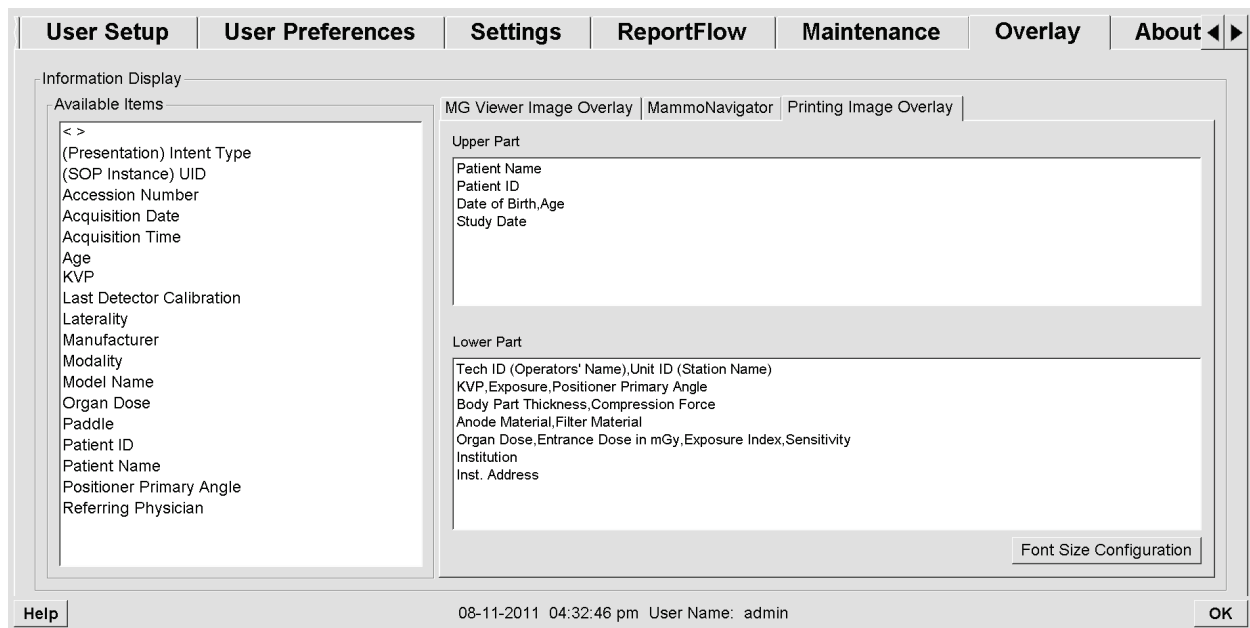 User Setup User Preferences Settings ReportFlow Maintenance Overlay About
Information Display
Available Items
< >
(Presentation) Intent Type
(SOP Instance) UID
Accession Number
Acquisition Date
Acquisition Time
Age
KVP
Last Detector Calibration
Laterality
Manufacturer
Modality
Model Name
Organ Dose
Paddle
Patient ID
Patient Name
Positioner Primary Angle
Referring Physician
MG Viewer Image Overlay MammoNavigator Printing Image Overlay
Upper Part
Patient Name
Patient ID
Date of Birth,Age
Study Date
Lower Part
Tech ID (Operators' Name),Unit ID (Station Name)
KVP,Exposure,Positioner Primary Angle
Body Part Thickness,Compression Force
Anode Material,Filter Material
Organ Dose,Entrance Dose in mGy,Exposure Index,Sensitivity
Institution
Inst. Address
Font Size Configuration
Help 08-11-2011 04:32:46 pm User Name: admin OK